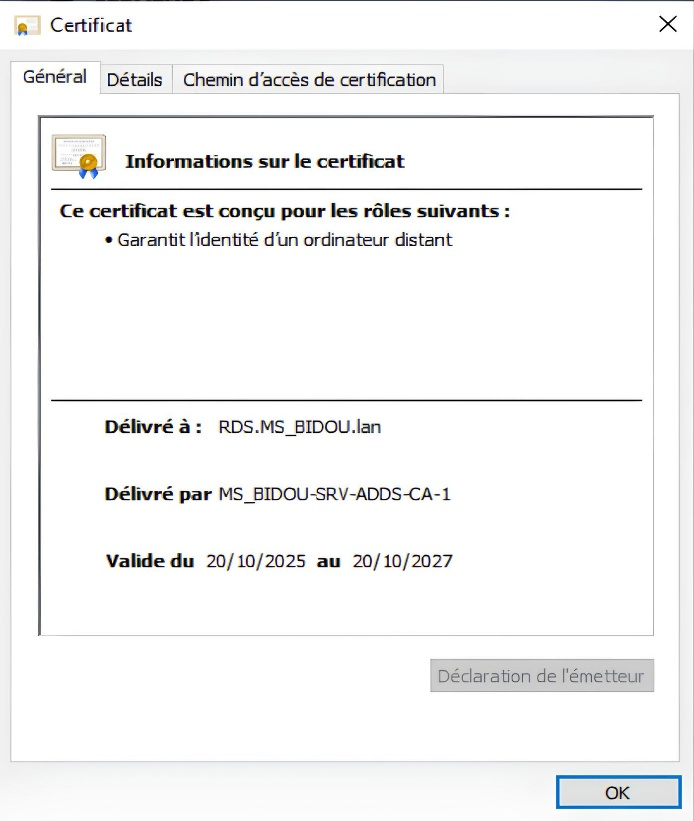 Certificat
Général Détails Chemin d'accès de certification
Informations sur le certificat
Ce certificat est conçu pour les rôles suivants :
• Garantit l'identité d'un ordinateur distant
Délivré à : RDS.MS_BIDOU.lan
Délivré par MS_BIDOU-SRV-ADDS-CA-1
Valide du 20/10/2025 au 20/10/2027
Déclaration de l'émetteur
OK